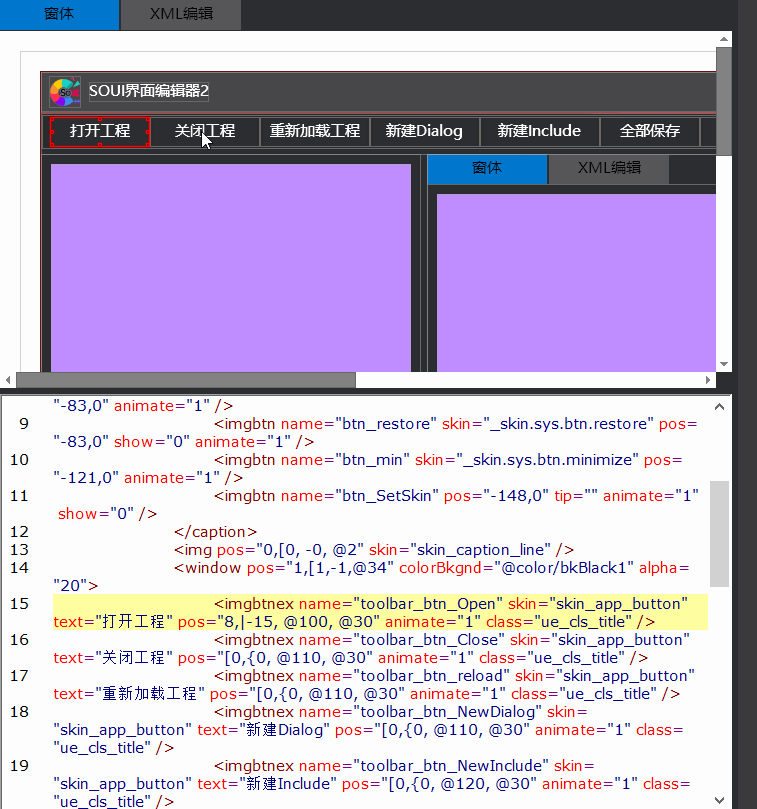 窗体 XML编辑
SOUI界面编辑器2
打开工程 关闭工程 重新加载工程 新建Dialog 新建Include 全部保存
窗体 XML编辑
"-83,0" animate="1" />
9 <imgbtn name="btn_restore" skin="_skin.sys.btn.restore" pos=
"-83,0" show="0" animate="1" />
10 <imgbtn name="btn_min" skin="_skin.sys.btn.minimize" pos=
"-121,0" animate="1" />
11 <imgbtn name="btn_SetSkin" pos="-148,0" tip="" animate="1"
show="0" />
12 </caption>
13 <img pos="0,[0, -0, @2" skin="skin_caption_line" />
14 <window pos="1,[1,-1,@34" colorBkgnd="@color/bkBlack1" alpha=
"20">
15 <imgbtnex name="toolbar_btn_Open" skin="skin_app_button"
text="打开工程" pos="8,|-15, @100, @30" animate="1" class="ue_cls_title" />
16 <imgbtnex name="toolbar_btn_Close" skin="skin_app_button"
text="关闭工程" pos="[0,{0, @110, @30" animate="1" class="ue_cls_title" />
17 <imgbtnex name="toolbar_btn_reload" skin="skin_app_button"
text="重新加载工程" pos="[0,{0, @110, @30" animate="1" class="ue_cls_title" />
18 <imgbtnex name="toolbar_btn_NewDialog" skin=
"skin_app_button" text="新建Dialog" pos="[0,{0, @110, @30" animate="1" class=
"ue_cls_title" />
19 <imgbtnex name="toolbar_btn_NewInclude" skin=
"skin_app_button" text="新建Include" pos="[0,{0, @120, @30" animate="1" class=
"ue_cls_title" />